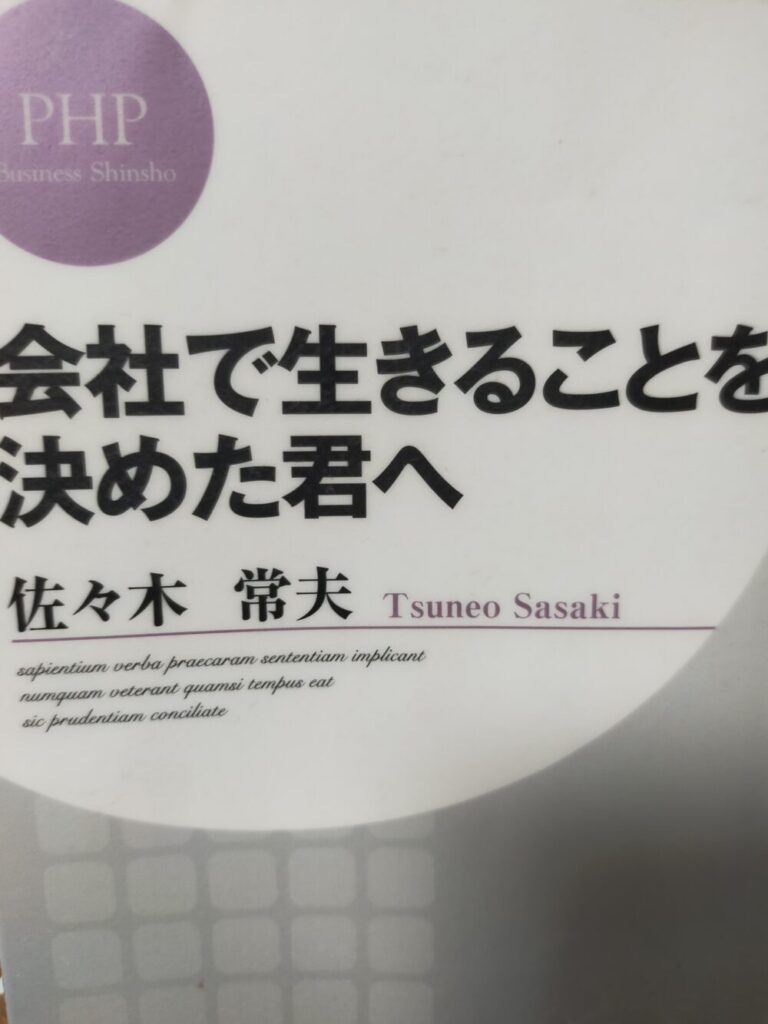 PHP
Business Shinsho
会社で生きることを
決めた君へ
佐々木 常夫 Tsuneo Sasaki
sapientium verba praecaram sententiam implicant
numquam veterant quamsi tempus eat
sic prudentiam conciliate